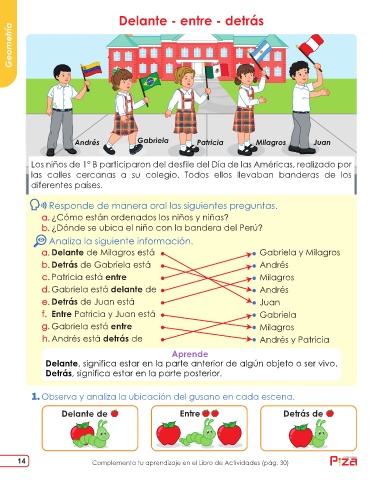 Geometría
Delante - entre - detrás
Andrés Gabriela Patricia Milagros Juan
Los niños de 1° B participaron del desfile del Día de las Américas, realizado por
las calles cercanas a su colegio. Todos ellos llevaban banderas de los
diferentes países.
Responde de manera oral las siguientes preguntas.
a. ¿Cómo están ordenados los niños y niñas?
b. ¿Dónde se ubica el niño con la bandera del Perú?
Analiza la siguiente información.
a. Delante de Milagros está • • Gabriela y Milagros
b. Detrás de Gabriela está • • Andrés
c. Patricia está entre • • Milagros
d. Gabriela está delante de • • Andrés
e. Detrás de Juan está • • Juan
f. Entre Patricia y Juan está • • Gabriela
g. Gabriela está entre • • Milagros
h. Andrés está detrás de • • Andrés y Patricia
Aprende
Delante, significa estar en la parte anterior de algún objeto o ser vivo.
Detrás, significa estar en la parte posterior.
1. Observa y analiza la ubicación del gusano en cada escena.
Delante de Entre Detrás de
14 Complementa tu aprendizaje en el Libro de Actividades (pág. 30) Piza